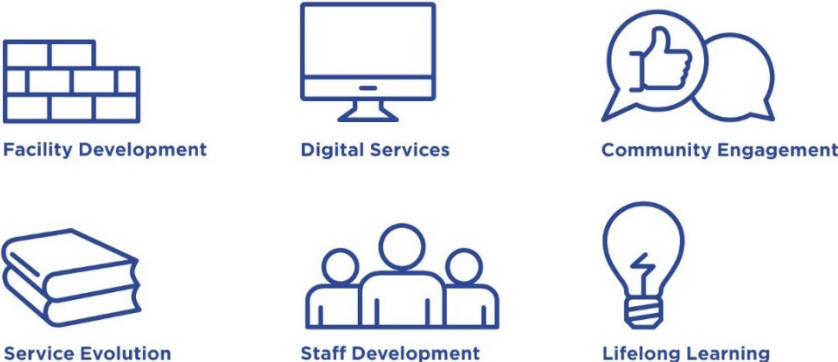 Facility Development
Digital Services
Community Engagement
Service Evolution
Staff Development
Lifelong Learning